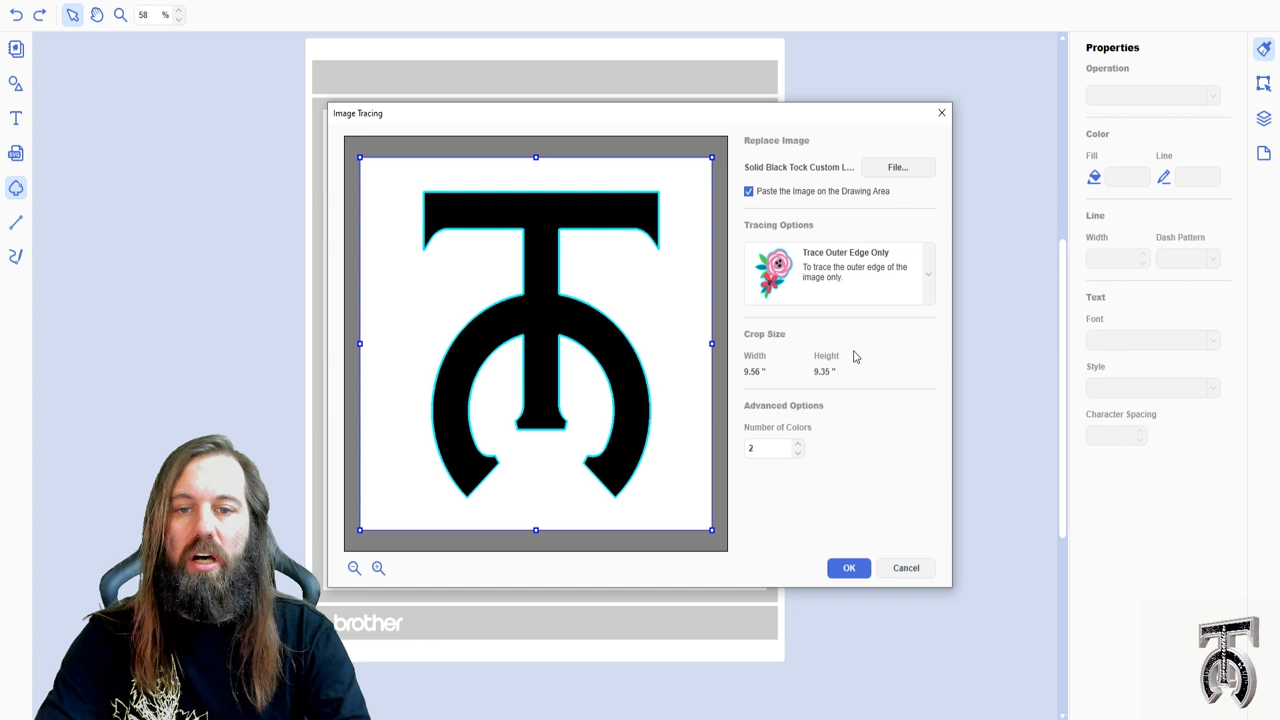 58 %
Properties
Operation
Color
Fill Line
Line
Width Dash Pattern
Text
Font
Style
Character Spacing
Image Tracing
Replace Image
Solid Black Tock Custom L... File...
Paste the Image on the Drawing Area
Tracing Options
Trace Outer Edge Only
To trace the outer edge of the
image only.
Crop Size
Width Height
9.56 " 9.35 "
Advanced Options
Number of Colors
2
OK Cancel
brother